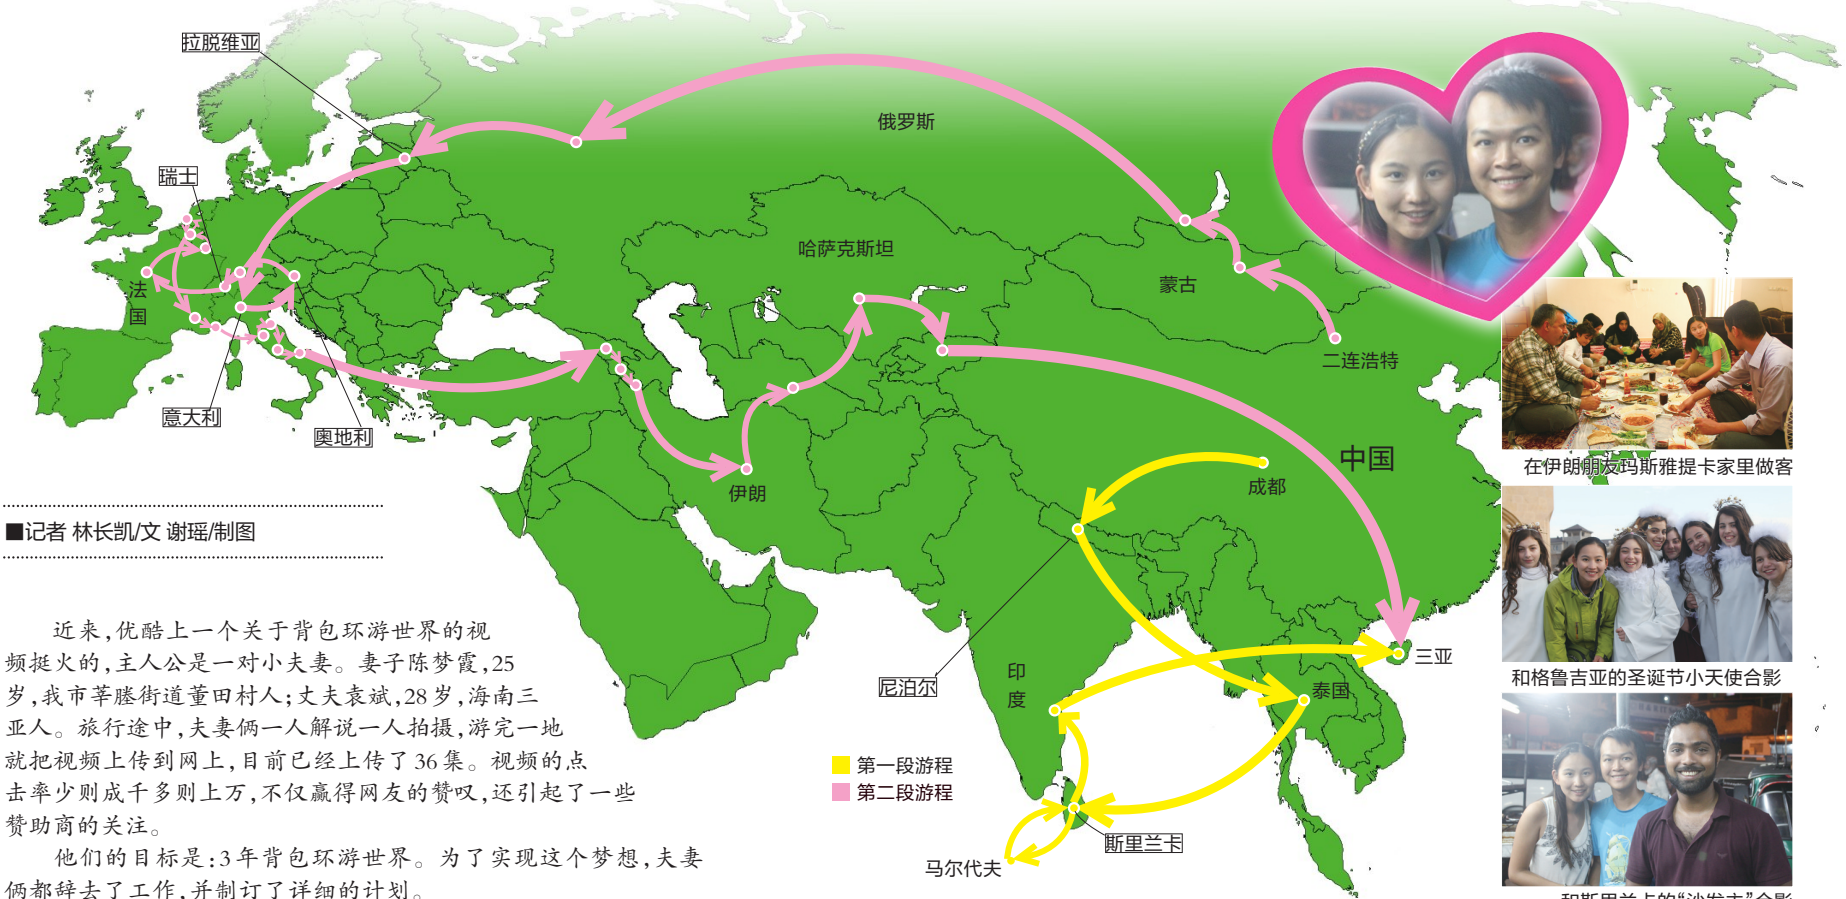 拉脱维亚
俄罗斯
瑞士
哈萨克斯坦
蒙古
法
国
二连浩特
意大利
奥地利
中国
成都
伊朗
在伊朗朋友玛斯雅提卡家里做客
■记者 林长凯/文 谢瑶/制图
近来,优酷上一个关于背包环游世界的视
频挺火的,主人公是一对小夫妻。妻子陈梦霞,25
岁,我市莘塍街道董田村人;丈夫袁斌,28岁,海南三
亚人。旅行途中,夫妻俩一人解说一人拍摄,游完一地
就把视频上传到网上,目前已经上传了36集。视频的点
击率少则成千多则上万,不仅赢得网友的赞叹,还引起了一些
赞助商的关注。
他们的目标是:3年背包环游世界。为了实现这个梦想,夫妻
俩都辞去了工作,并制订了详细的计划。
尼泊尔
印
度
泰国
三亚
和格鲁吉亚的圣诞节小天使合影
第一段游程
第二段游程
斯里兰卡
马尔代夫
和斯里兰卡的“沙发主”合影